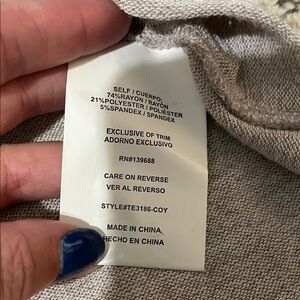 SELF / CUERPO:
74%RAYON / RAYON
21%POLYESTER / POLIESTER
5%SPANDEX / SPANDEX
EXCLUSIVE OF TRIM
ADORNO EXCLUSIVO
RN#139688
CARE ON REVERSE
VER AL REVERSO
STYLE#TE3186-COY
MADE IN CHINA
HECHO EN CHINA